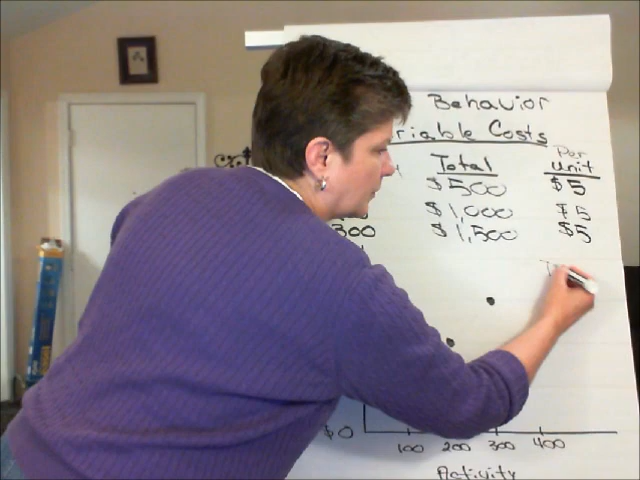 Behavior
riable Costs
Total Per unit
$500 $5
$1,000 $5
300 $1,500 $5
T
$0
100 200 300 400
Activity